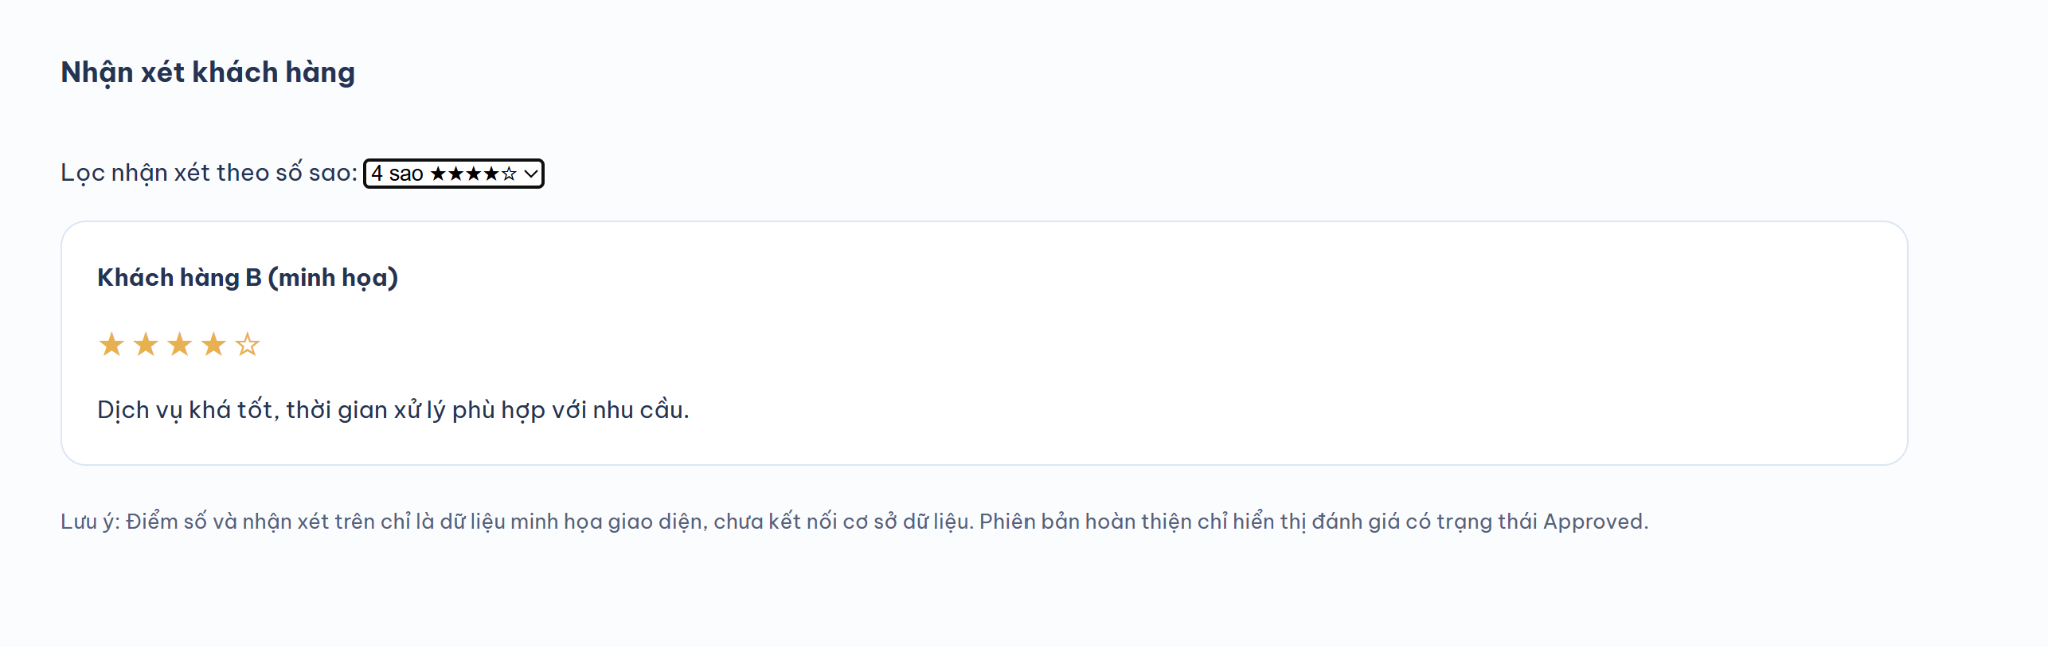 Nhận xét khách hàng
Lọc nhận xét theo số sao: 4 sao ★★★★☆
Khách hàng B (minh họa)
★★★★☆
Dịch vụ khá tốt, thời gian xử lý phù hợp với nhu cầu.
Lưu ý: Điểm số và nhận xét trên chỉ là dữ liệu minh họa giao diện, chưa kết nối cơ sở dữ liệu. Phiên bản hoàn thiện chỉ hiển thị đánh giá có trạng thái Approved.